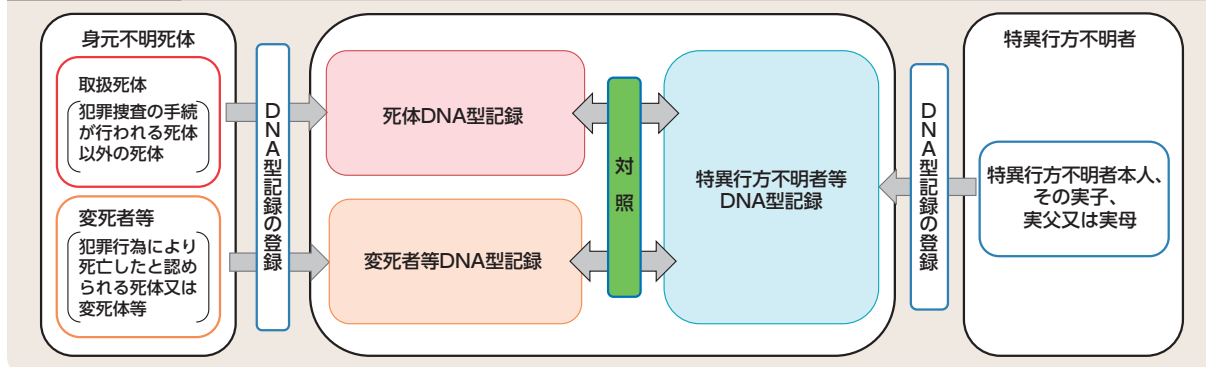 身元不明死体
取扱死体
犯罪捜査の手続
が行われる死体
以外の死体
変死者等
犯罪行為により
死亡したと認め
られる死体又は
変死体等
DNA型記録の登録
死体DNA型記録
変死者等DNA型記録
対照
特異行方不明者等
DNA型記録
DNA型記録の登録
特異行方不明者
特異行方不明者本人、
その実子、
実父又は実母